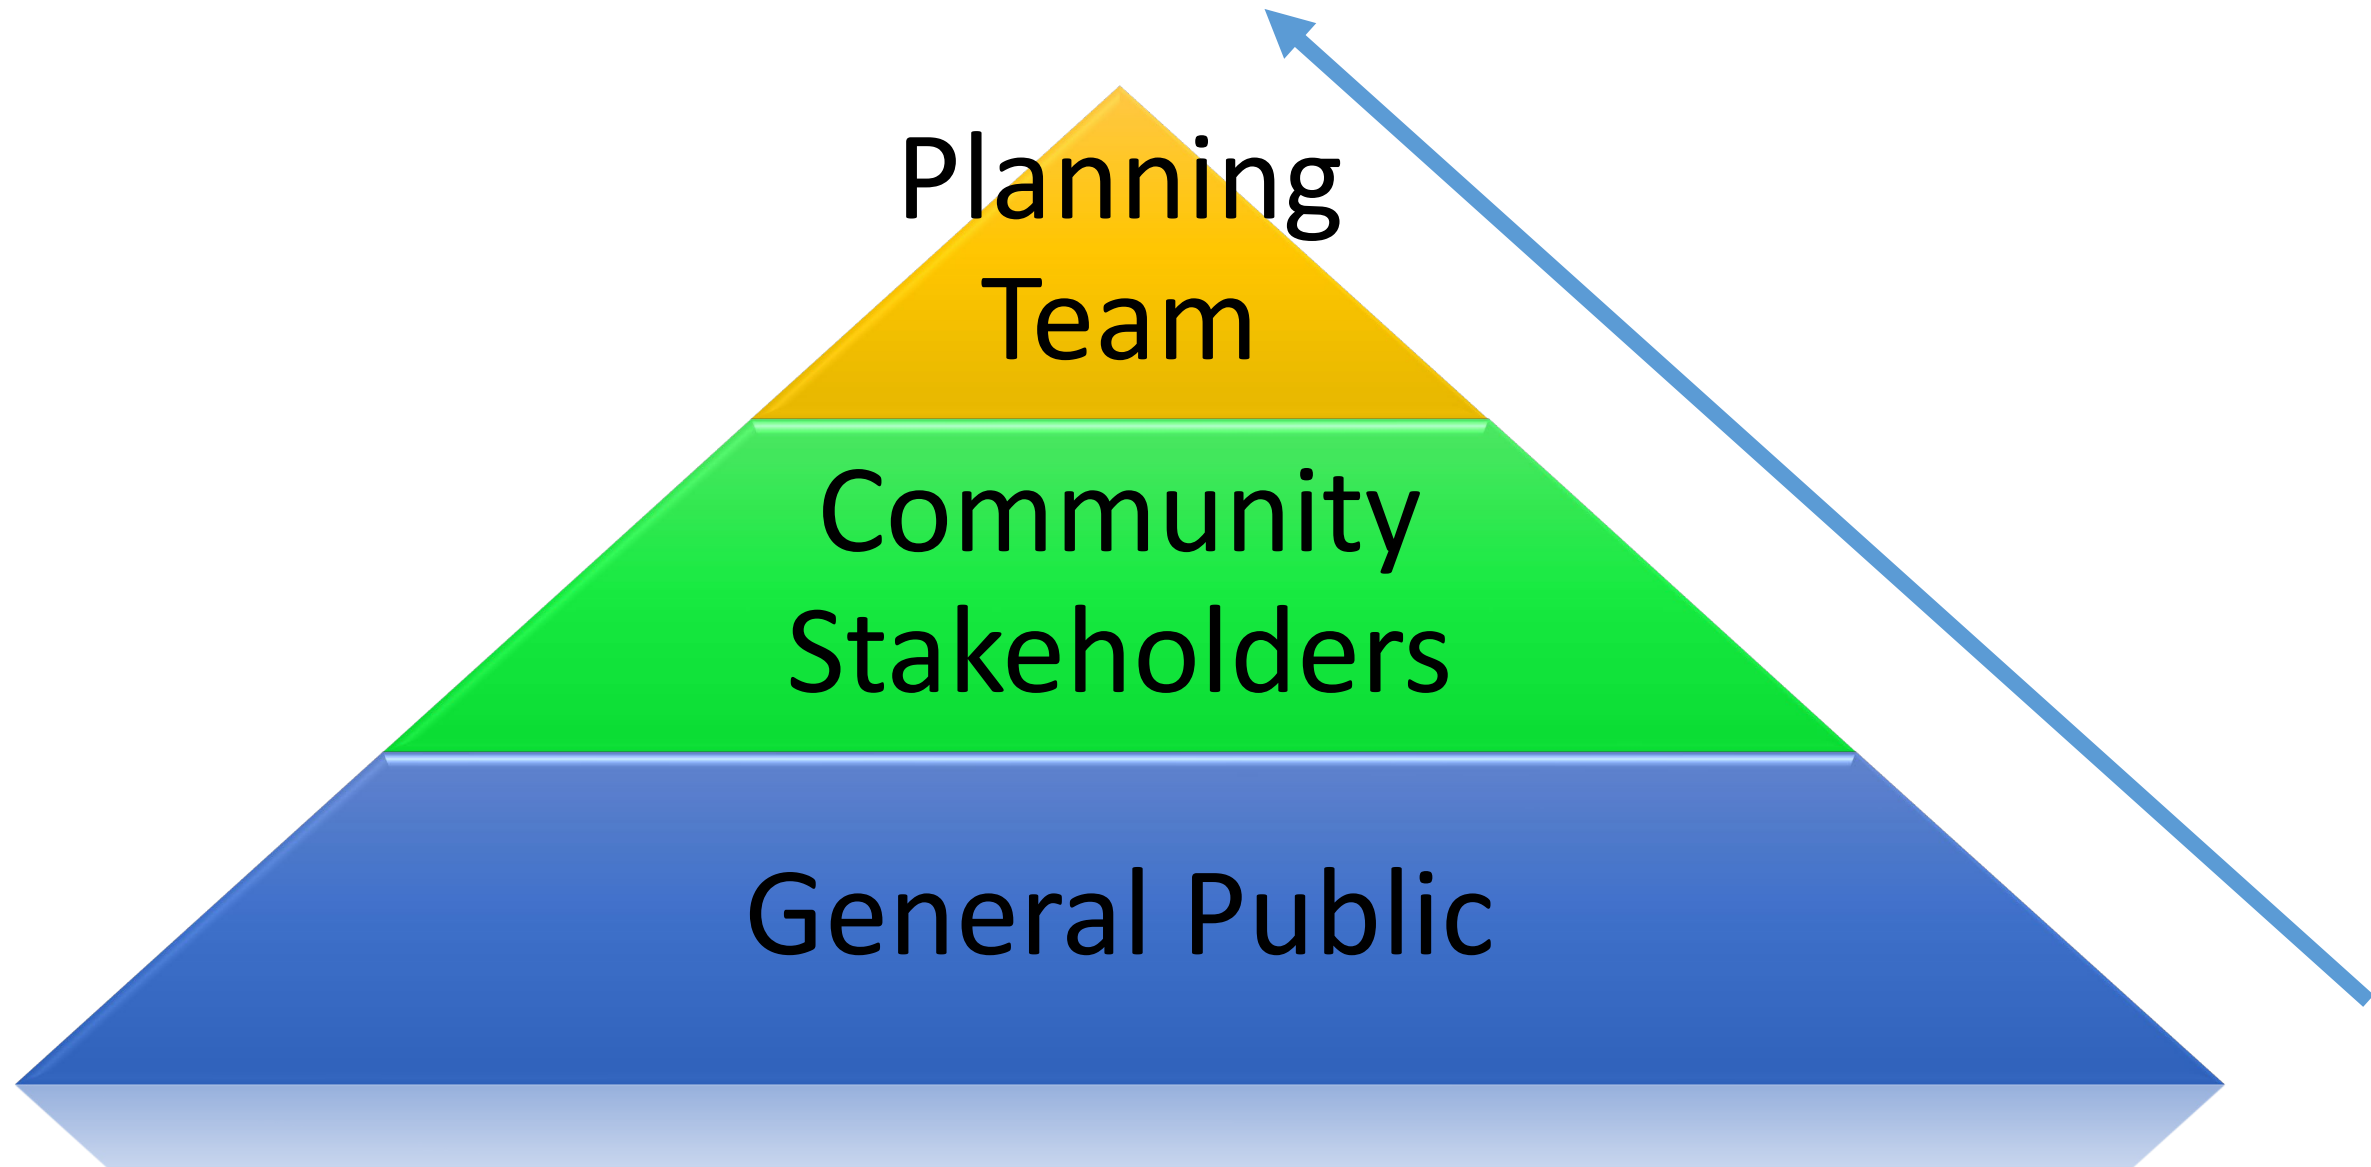 Planning
Team
Community
Stakeholders
General Public